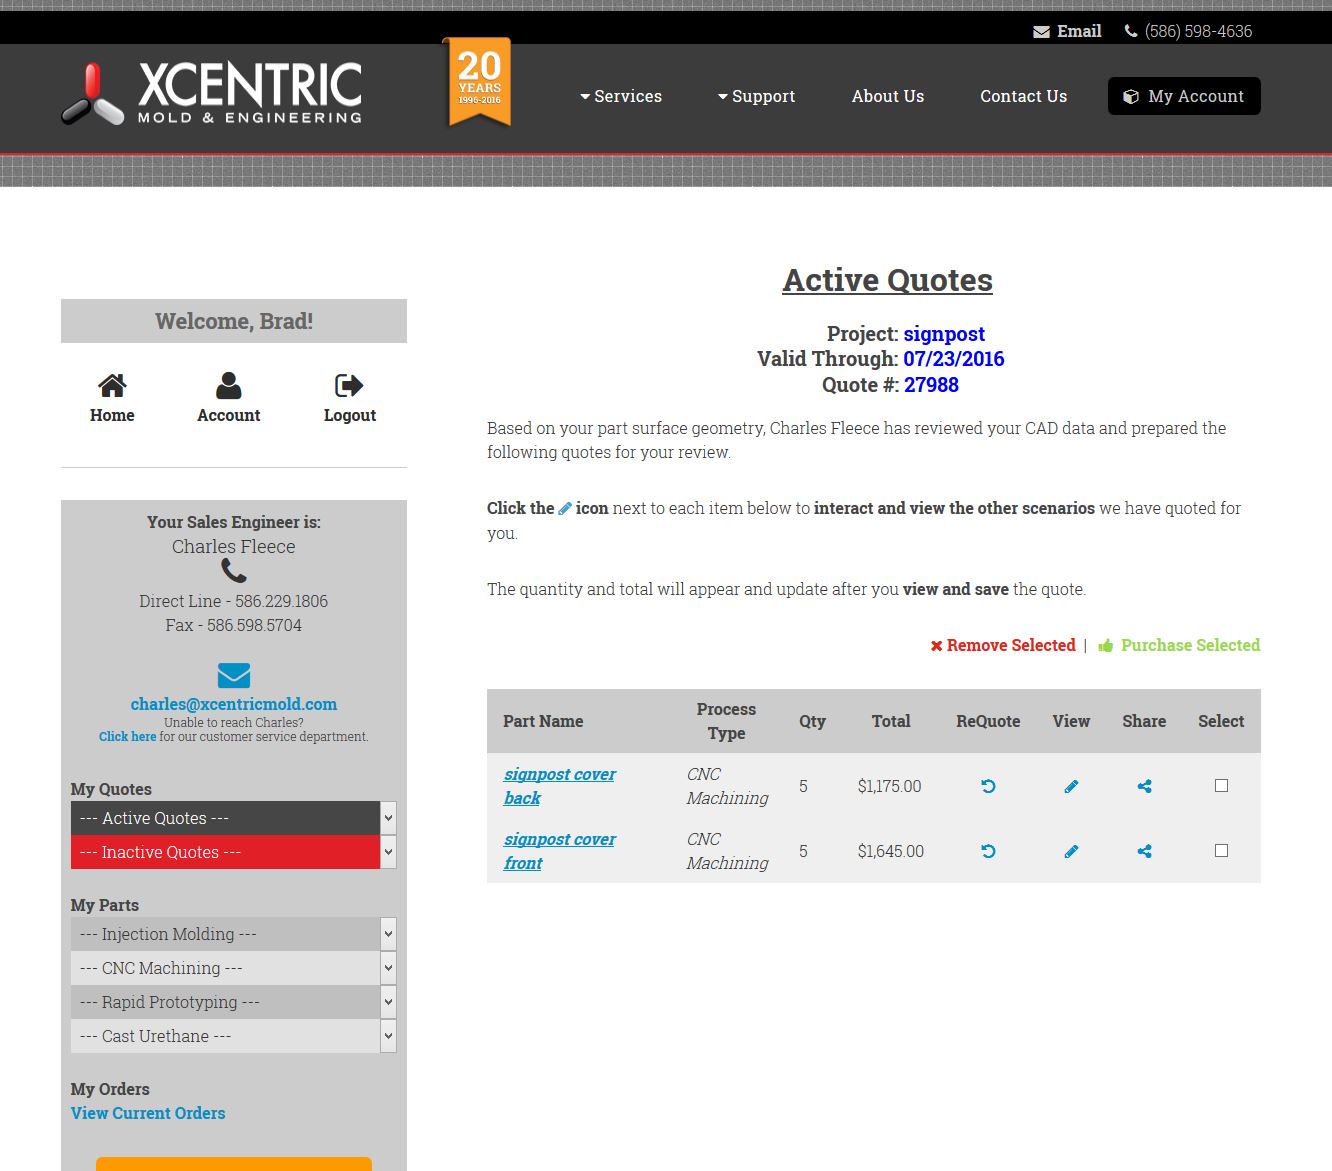 Email (586) 598-4636
XCENTRIC
MOLD & ENGINEERING
20
YEARS
1996-2016
Services Support About Us Contact Us My Account
Welcome, Brad!
Home Account Logout
Your Sales Engineer is:
Charles Fleece
Direct Line - 586.229.1806
Fax - 586.598.5704
charles@xcentricmold.com
Unable to reach Charles?
Click here for our customer service department.
My Quotes
--- Active Quotes ---
--- Inactive Quotes ---
My Parts
--- Injection Molding ---
--- CNC Machining ---
--- Rapid Prototyping ---
--- Cast Urethane ---
My Orders
View Current Orders
Active Quotes
Project: signpost
Valid Through: 07/23/2016
Quote #: 27988
Based on your part surface geometry, Charles Fleece has reviewed your CAD data and prepared the
following quotes for your review.
Click the icon next to each item below to interact and view the other scenarios we have quoted for
you.
The quantity and total will appear and update after you view and save the quote.
Remove Selected | Purchase Selected
Part Name Process Type Qty Total ReQuote View Share Select
signpost cover back CNC Machining 5 $1,175.00
signpost cover front CNC Machining 5 $1,645.00